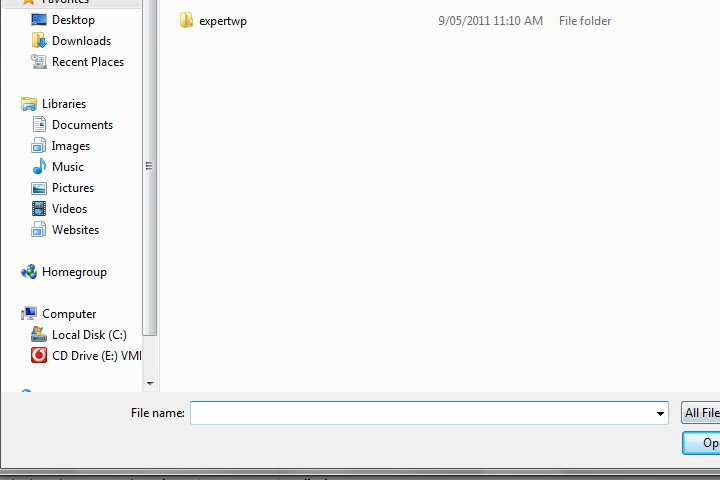 Favorites
Desktop
Downloads
Recent Places
Libraries
Documents
Images
Music
Pictures
Videos
Websites
Homegroup
Computer
Local Disk (C:)
CD Drive (E:) VM
expertwp 9/05/2011 11:10 AM File folder
File name:
All File
Op